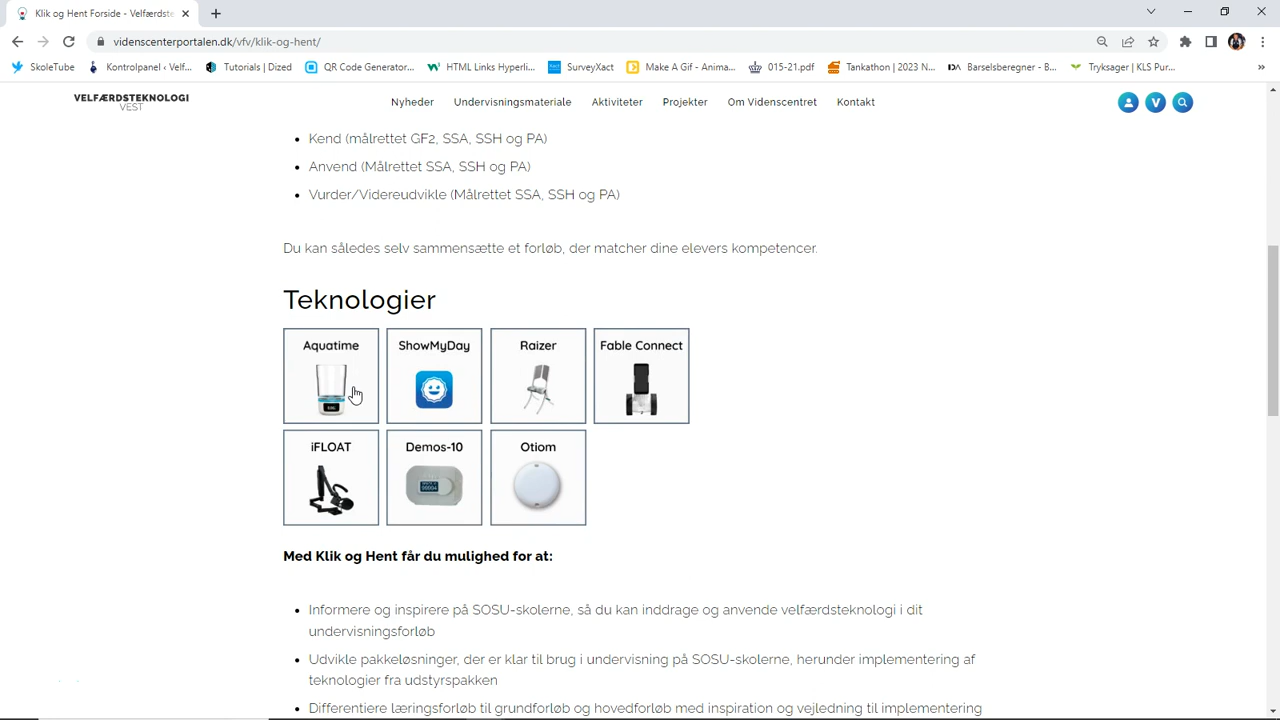 Klik og Hent Forside - Velfærdste
videnscenterportalen.dk/vfv/klik-og-hent/
SkoleTube
Kontrolpanel ‹ Velf...
Tutorials | Dized
QR Code Generator...
HTML Links Hyperli...
SurveyXact
Make A Gif - Anima...
015-21.pdf
Tankathon | 2023 N...
Barselsberegner - B...
Tryksager | KLS Pur...
»
VELFÆRDSTEKNOLOGI
VEST
Nyheder
Undervisningsmateriale
Aktiviteter
Projekter
Om Videnscentret
Kontakt
V
• Kend (målrettet GF2, SSA, SSH og PA)
• Anvend (Målrettet SSA, SSH og PA)
• Vurder/Videreudvikle (Målrettet SSA, SSH og PA)
Du kan således selv sammensætte et forløb, der matcher dine elevers kompetencer.
Teknologier
Aquatime
ShowMyDay
Raizer
Fable Connect
iFLOAT
Demos-10
Otiom
Med Klik og Hent får du mulighed for at:
• Informere og inspirere på SOSU-skolerne, så du kan inddrage og anvende velfærdsteknologi i dit
undervisningsforløb
• Udvikle pakkeløsninger, der er klar til brug i undervisning på SOSU-skolerne, herunder implementering af
teknologier fra udstyrspakken
• Differentiere læringsforløb til grundforløb og hovedforløb med inspiration og vejledning til implementering